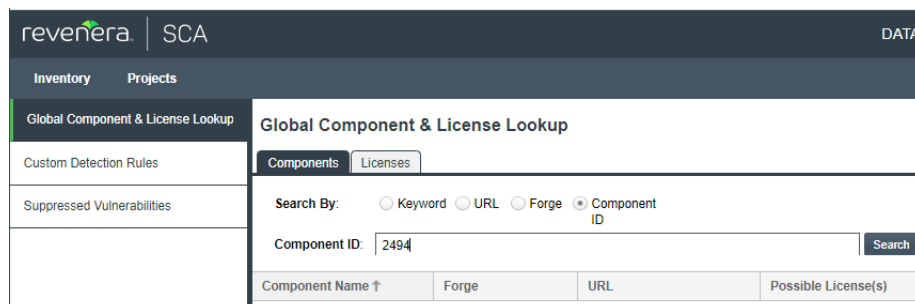 revenera. SCA DATA
Inventory Projects
Global Component & License Lookup
Custom Detection Rules
Suppressed Vulnerabilities
Global Component & License Lookup
Components Licenses
Search By: Keyword URL Forge Component
ID
Component ID: 2494 Search
Component Name Forge URL Possible License(s)